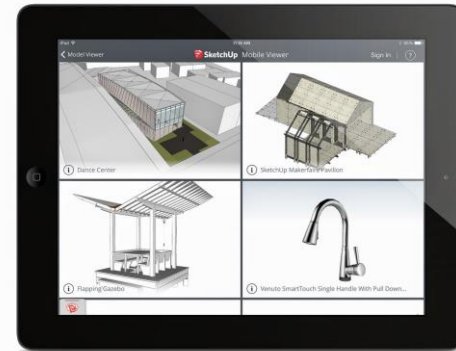 iPad
Model Viewer
SketchUp Mobile Viewer
Sign In
?
Dance Center
SketchUp Makerfaire Pavilion
Flapping Gazebo
Venuto SmartTouch Single Handle With Pull Down...